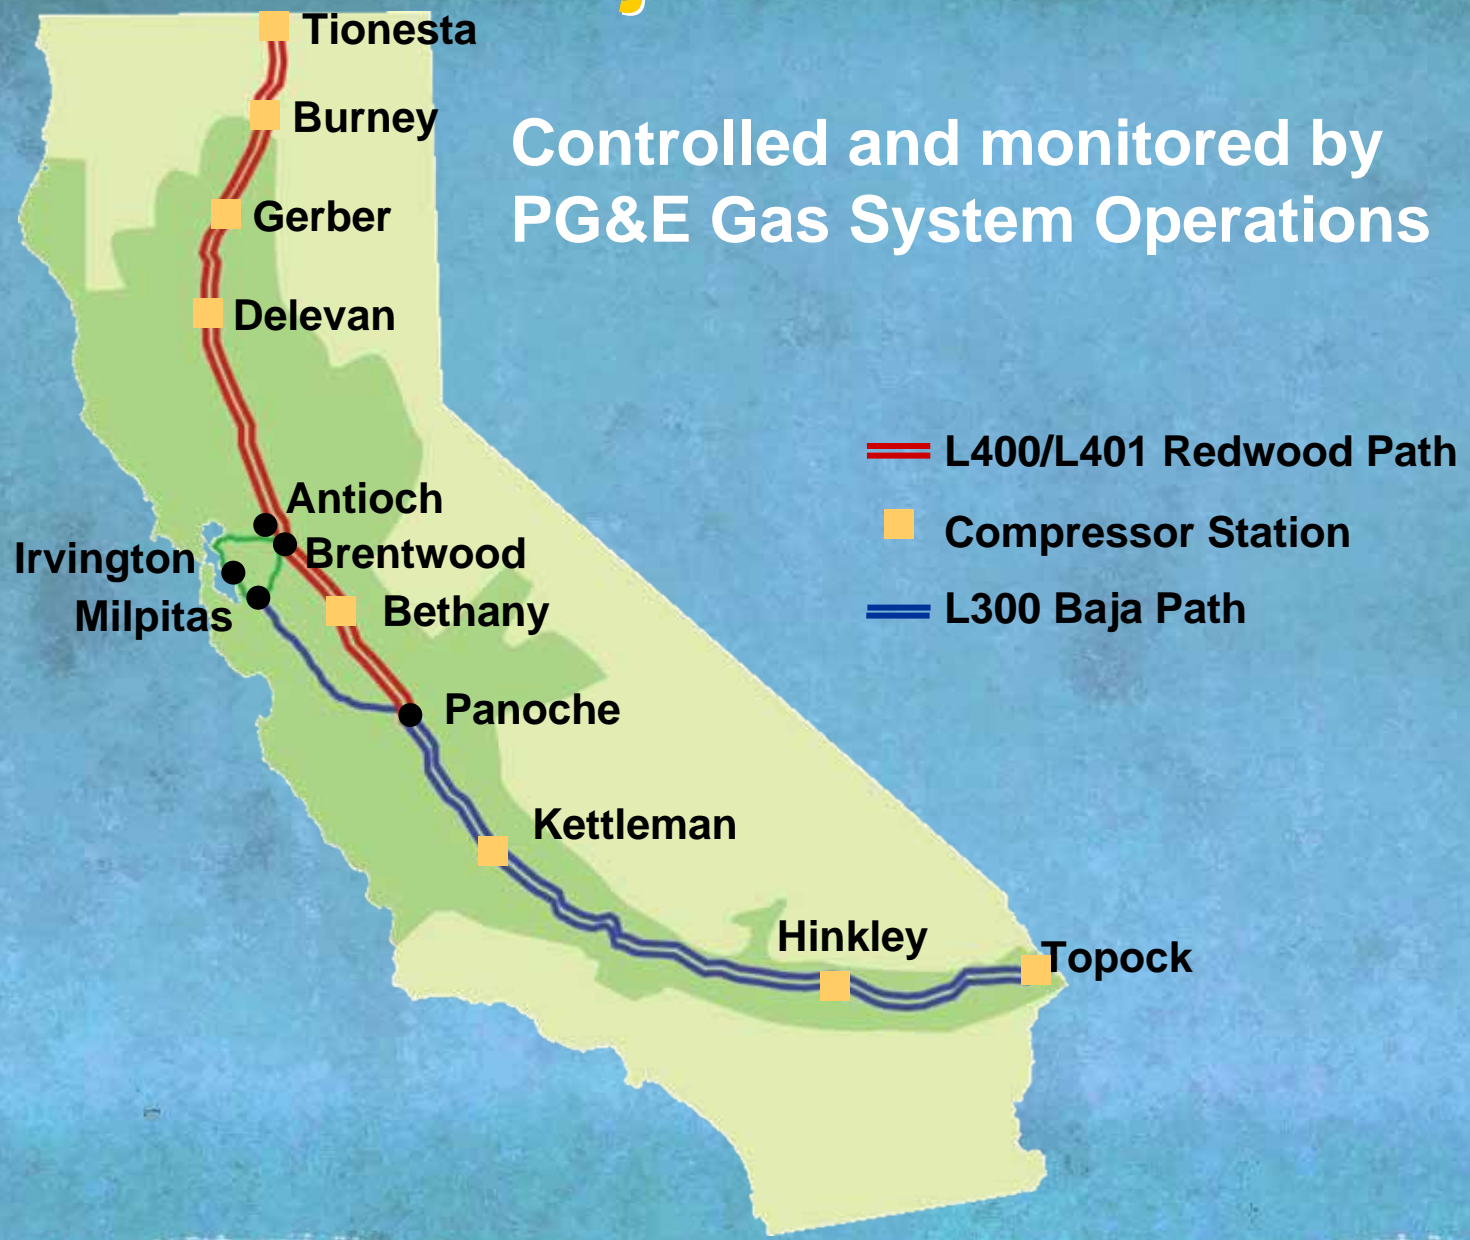 Tionesta
Burney
Controlled and monitored by
PG&E Gas System Operations
Gerber
Delevan
L400/L401 Redwood Path
Antioch
Compressor Station
Irvington
Brentwood
Milpitas
Bethany
L300 Baja Path
Panoche
Kettleman
Hinkley
Topock